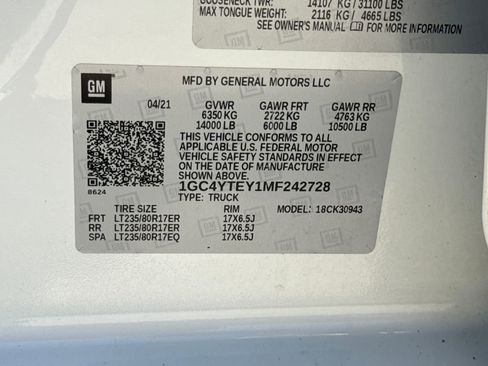 GOOSENECK TWR: 14107 KG/31100 LBS
MAX TONGUE WEIGHT: 2116 KG / 4665 LBS
SEE OWNER'S MANUAL FOR MORE INFORMATION
GM
MFD BY GENERAL MOTORS LLC
04/21 GVWR GAWR FRT GAWR RR
6350 KG 2722 KG 4763 KG
14000 LB 6000 LB 10500 LB
THIS VEHICLE CONFORMS TO ALL
APPLICABLE U.S. FEDERAL MOTOR
VEHICLE SAFETY STANDARDS IN EFFECT ON
THE DATE OF MANUFACTURE SHOWN ABOVE.
1GC4YTEY1MF242728
TYPE: TRUCK
8624
TIRE SIZE RIM MODEL: 18CK30943
FRT LT235/80R17ER 17X6.5J
RR LT235/80R17ER 17X6.5J
SPA LT235/80R17EQ 17X6.5J